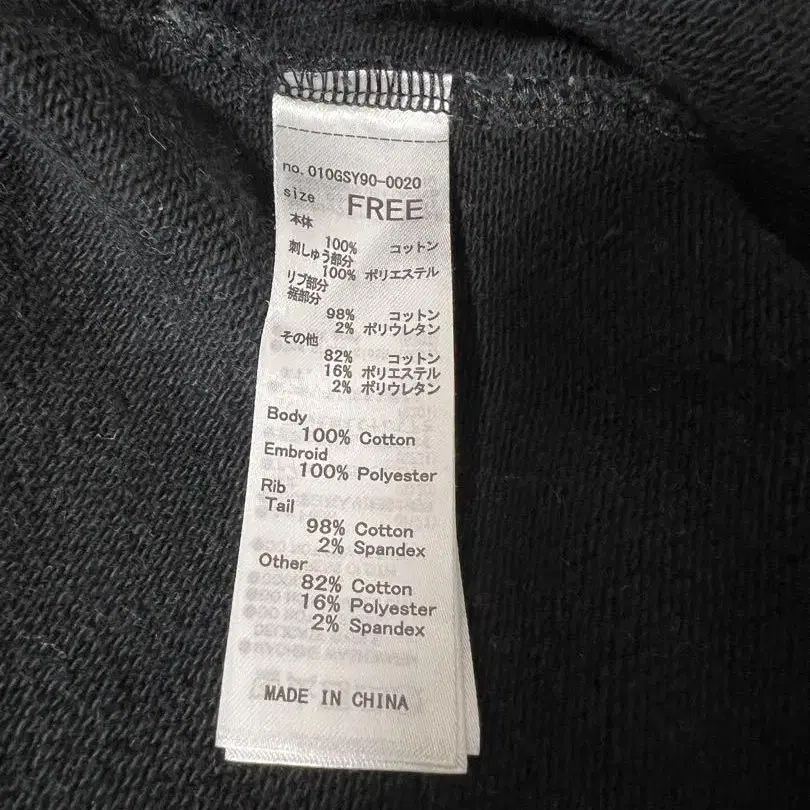 no. 010GSY90-0020
size FREE
本体
100% コットン
刺しゅう部分
100% ポリエステル
リブ部分
裾部分
98% コットン
2% ポリウレタン
その他
82% コットン
16% ポリエステル
2% ポリウレタン
Body
100% Cotton
Embroid
100% Polyester
Rib
Tail
98% Cotton
2% Spandex
Other
82% Cotton
16% Polyester
2% Spandex
MADE IN CHINA